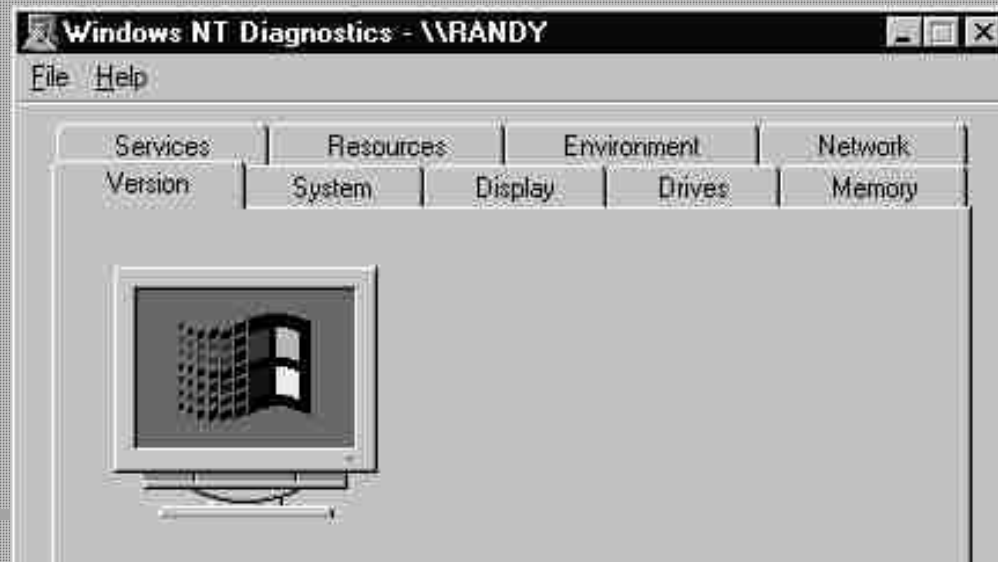 Windows NT Diagnostics - \\RANDY
File Help
Services Resources Environment Network
Version System Display Drives Memory